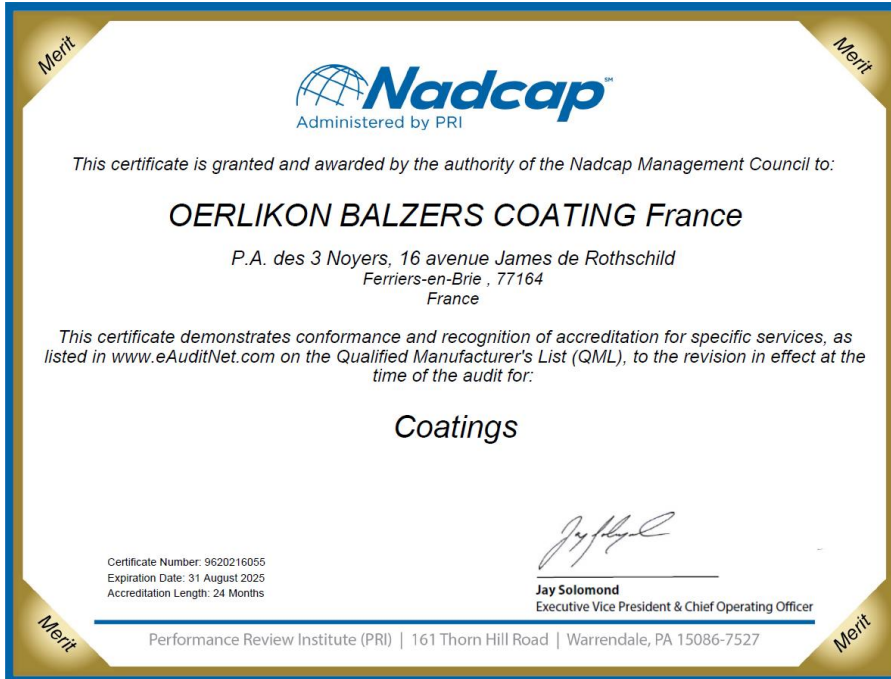 Merit
Merit
Nadcap℠
Administered by PRI
This certificate is granted and awarded by the authority of the Nadcap Management Council to:
OERLIKON BALZERS COATING France
P.A. des 3 Noyers, 16 avenue James de Rothschild
Ferriers-en-Brie , 77164
France
This certificate demonstrates conformance and recognition of accreditation for specific services, as
listed in www.eAuditNet.com on the Qualified Manufacturer's List (QML), to the revision in effect at the
time of the audit for:
Coatings
Certificate Number: 9620216055
Expiration Date: 31 August 2025
Accreditation Length: 24 Months
Jay Solomond
Executive Vice President & Chief Operating Officer
Merit
Merit
Performance Review Institute (PRI) | 161 Thorn Hill Road | Warrendale, PA 15086-7527